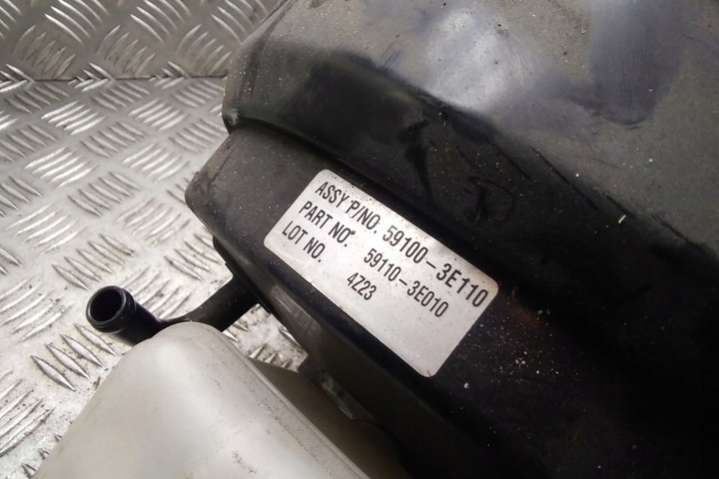 ASSY P/NO. 59100-3E110
PART NO. 59110-3E010
LOT NO. 4Z23